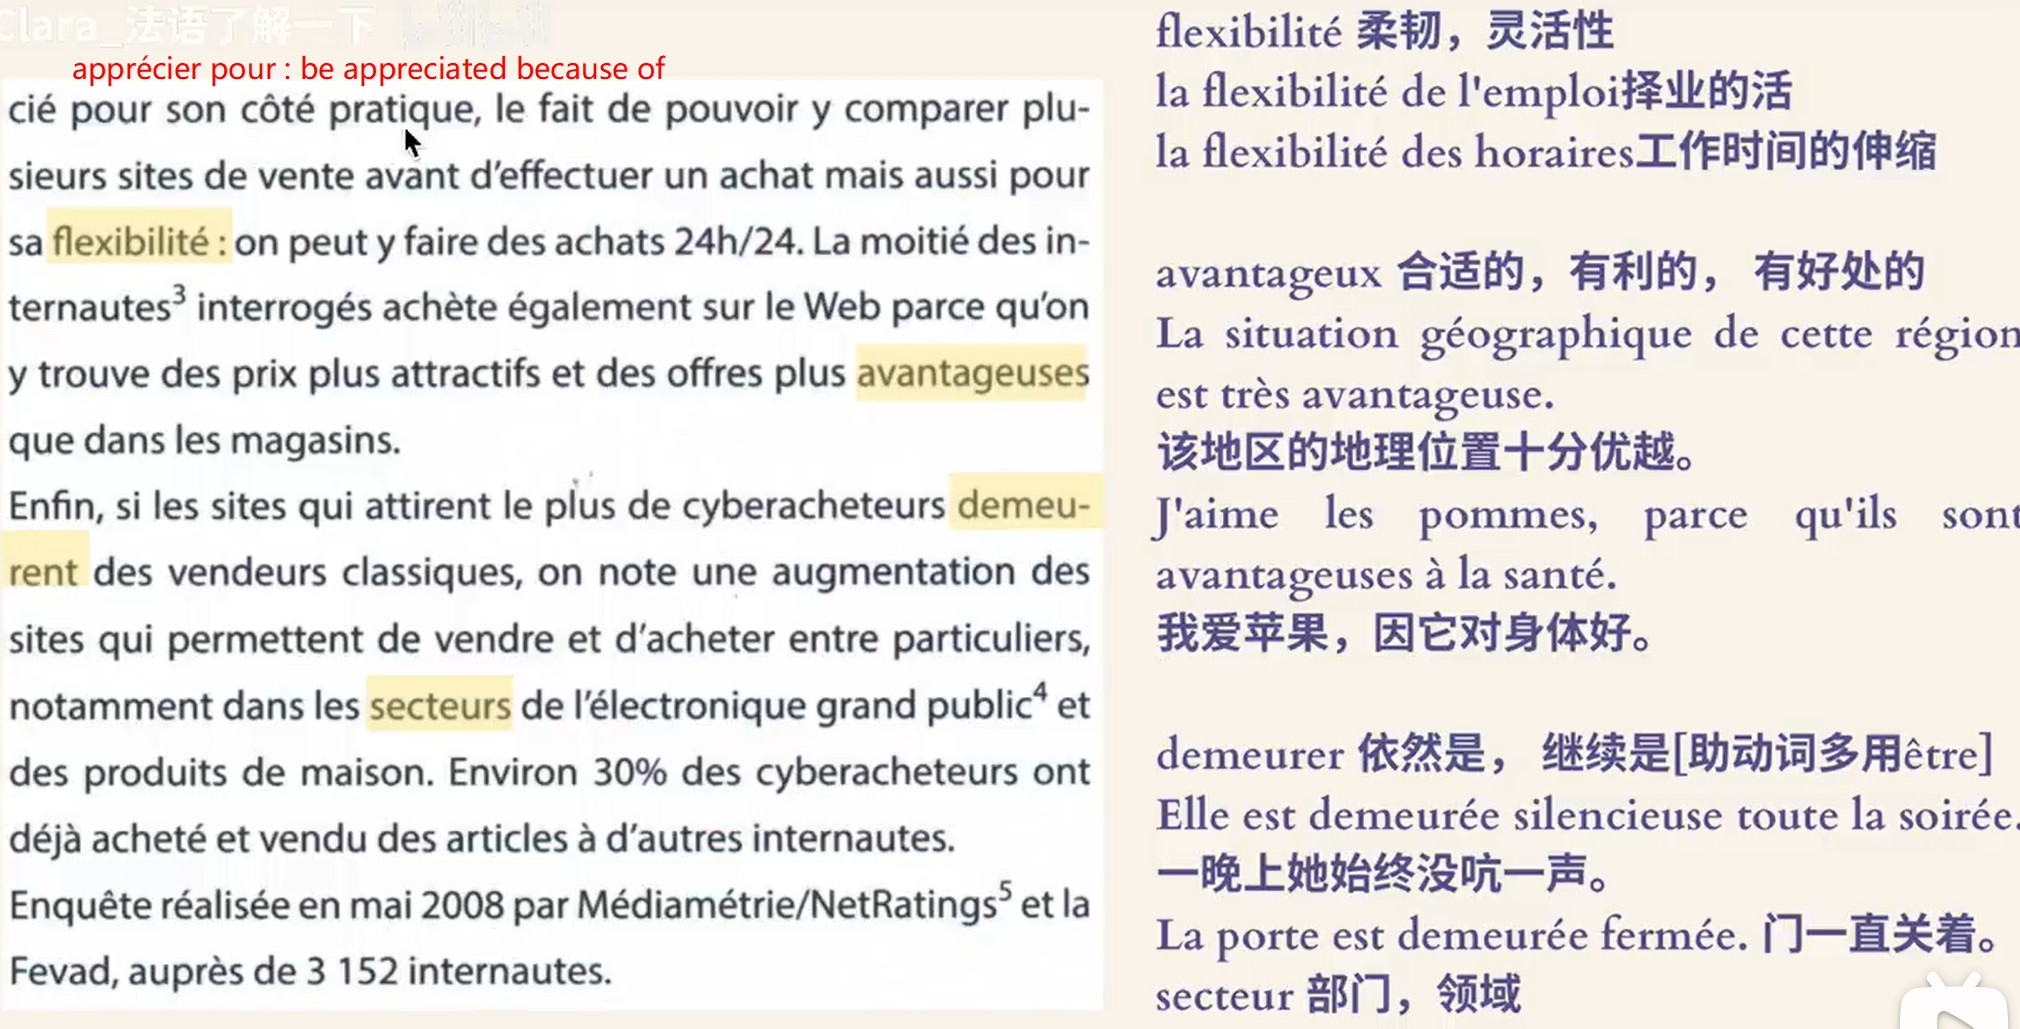 Clara_法语了解一下
apprécier pour : be appreciated because of
cié pour son côté pratique, le fait de pouvoir y comparer plu-
sieurs sites de vente avant d'effectuer un achat mais aussi pour
sa flexibilité : on peut y faire des achats 24h/24. La moitié des in-
ternautes³ interrogés achète également sur le Web parce qu'on
y trouve des prix plus attractifs et des offres plus avantageuses
que dans les magasins.
Enfin, si les sites qui attirent le plus de cyberacheteurs demeu-
rent des vendeurs classiques, on note une augmentation des
sites qui permettent de vendre et d'acheter entre particuliers,
notamment dans les secteurs de l'électronique grand public⁴ et
des produits de maison. Environ 30% des cyberacheteurs ont
déjà acheté et vendu des articles à d'autres internautes.
Enquête réalisée en mai 2008 par Médiamétrie/NetRatings⁵ et la
Fevad, auprès de 3 152 internautes.
flexibilité 柔韧，灵活性
la flexibilité de l'emploi择业的活
la flexibilité des horaires工作时间的伸缩
avantageux 合适的，有利的， 有好处的
La situation géographique de cette région
est très avantageuse.
该地区的地理位置十分优越。
J'aime les pommes, parce qu'ils sont
avantageuses à la santé.
我爱苹果，因它对身体好。
demeurer 依然是， 继续是[助动词多用être]
Elle est demeurée silencieuse toute la soirée.
一晚上她始终没吭一声。
La porte est demeurée fermée. 门一直关着。
secteur 部门，领域